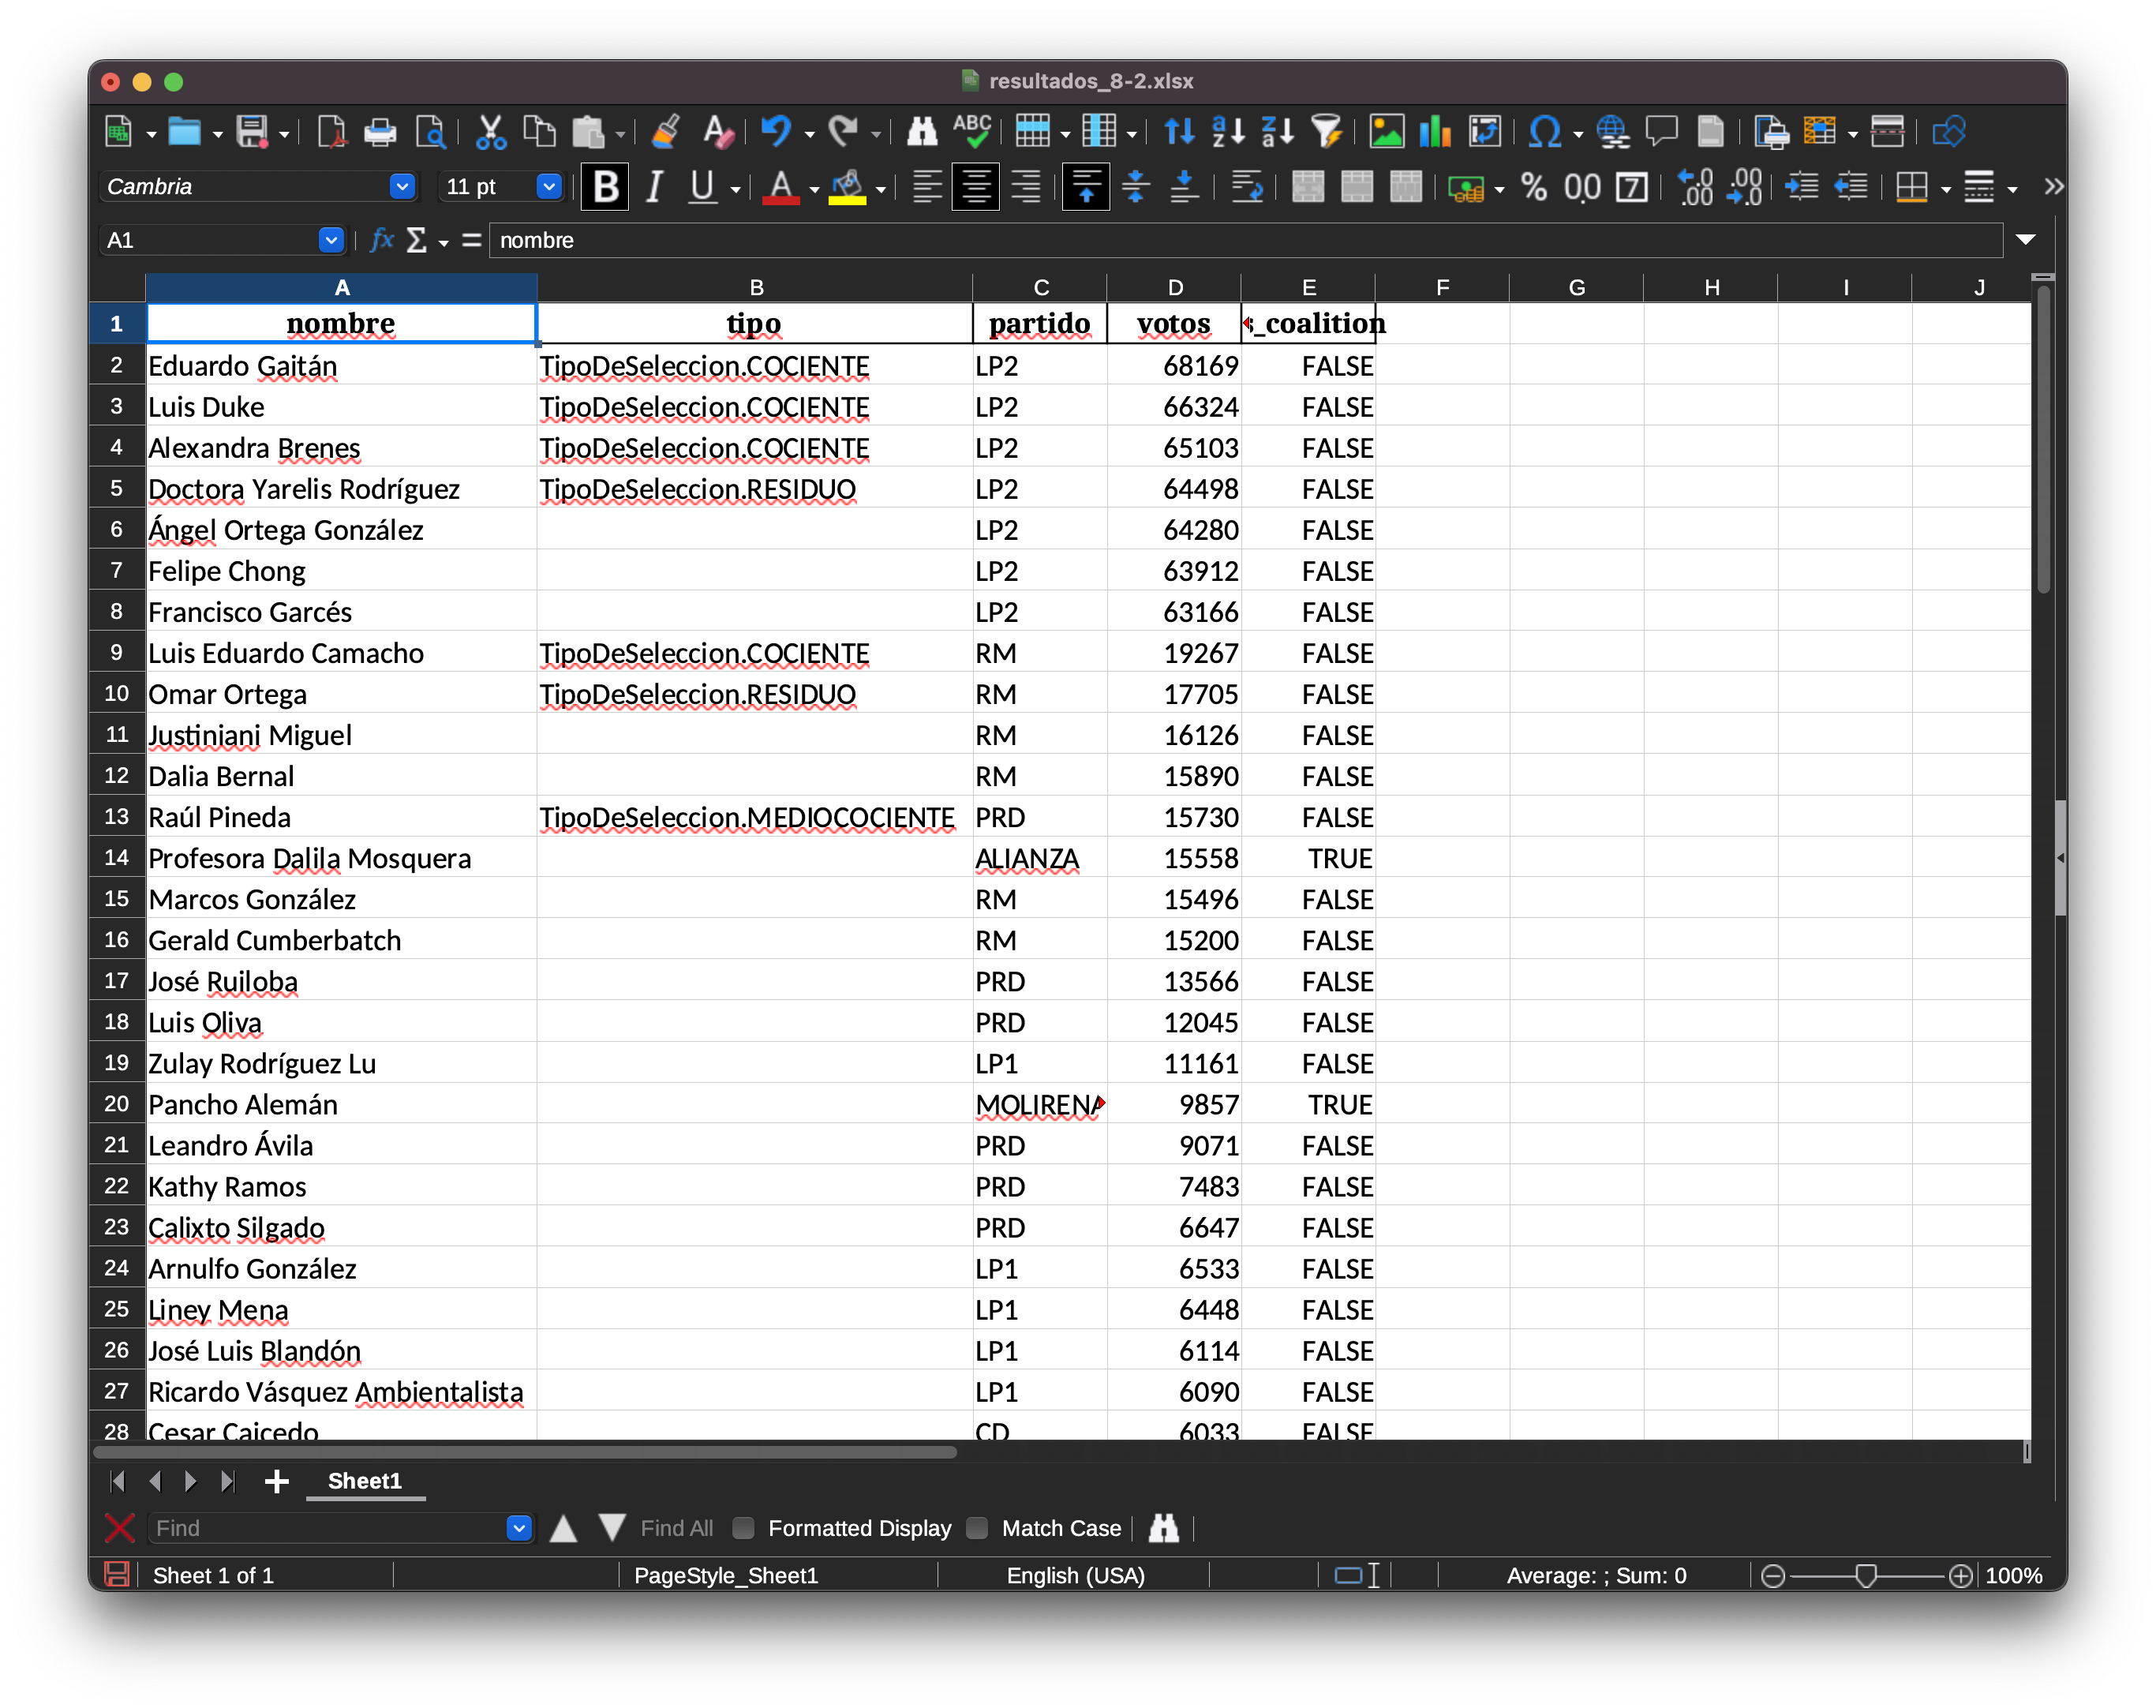 resultados_8-2.xlsx
ABC
Cambria 11 pt B I U A % 00 7 .0 .00 .00 .0
A1 fx Σ = nombre
A B C D E F G H I J
1 nombre tipo partido votos _coalition
2 Eduardo Gaitán TipoDeSeleccion.COCIENTE LP2 68169 FALSE
3 Luis Duke TipoDeSeleccion.COCIENTE LP2 66324 FALSE
4 Alexandra Brenes TipoDeSeleccion.COCIENTE LP2 65103 FALSE
5 Doctora Yarelis Rodríguez TipoDeSeleccion.RESIDUO LP2 64498 FALSE
6 Ángel Ortega González LP2 64280 FALSE
7 Felipe Chong LP2 63912 FALSE
8 Francisco Garcés LP2 63166 FALSE
9 Luis Eduardo Camacho TipoDeSeleccion.COCIENTE RM 19267 FALSE
10 Omar Ortega TipoDeSeleccion.RESIDUO RM 17705 FALSE
11 Justiniani Miguel RM 16126 FALSE
12 Dalia Bernal RM 15890 FALSE
13 Raúl Pineda TipoDeSeleccion.MEDIOCOCIENTE PRD 15730 FALSE
14 Profesora Dalila Mosquera ALIANZA 15558 TRUE
15 Marcos González RM 15496 FALSE
16 Gerald Cumberbatch RM 15200 FALSE
17 José Ruiloba PRD 13566 FALSE
18 Luis Oliva PRD 12045 FALSE
19 Zulay Rodríguez Lu LP1 11161 FALSE
20 Pancho Alemán MOLIRENA 9857 TRUE
21 Leandro Ávila PRD 9071 FALSE
22 Kathy Ramos PRD 7483 FALSE
23 Calixto Silgado PRD 6647 FALSE
24 Arnulfo González LP1 6533 FALSE
25 Liney Mena LP1 6448 FALSE
26 José Luis Blandón LP1 6114 FALSE
27 Ricardo Vásquez Ambientalista LP1 6090 FALSE
28 Cesar Caicedo CD 6033 FALSE
Sheet1
Find Find All Formatted Display Match Case
Sheet 1 of 1 PageStyle_Sheet1 English (USA) Average: ; Sum: 0 100%